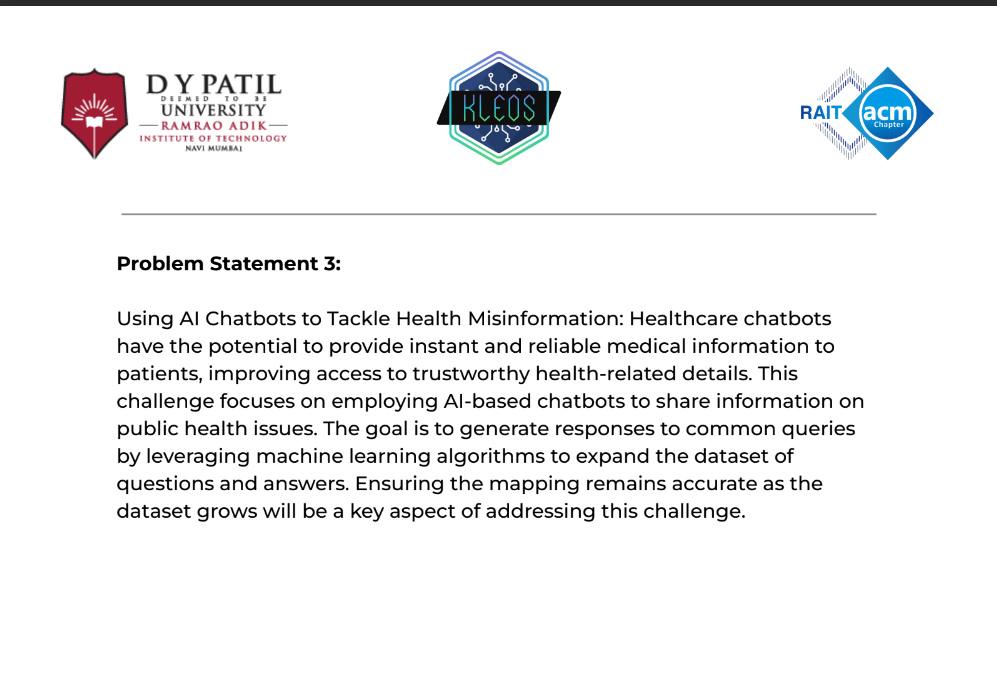 D Y PATIL
DEEMED TO BE
UNIVERSITY
RAMRAO ADIK
INSTITUTE OF TECHNOLOGY
NAVI MUMBAI
KLEOS
RAIT
acm
Chapter
Problem Statement 3:
Using AI Chatbots to Tackle Health Misinformation: Healthcare chatbots
have the potential to provide instant and reliable medical information to
patients, improving access to trustworthy health-related details. This
challenge focuses on employing AI-based chatbots to share information on
public health issues. The goal is to generate responses to common queries
by leveraging machine learning algorithms to expand the dataset of
questions and answers. Ensuring the mapping remains accurate as the
dataset grows will be a key aspect of addressing this challenge.